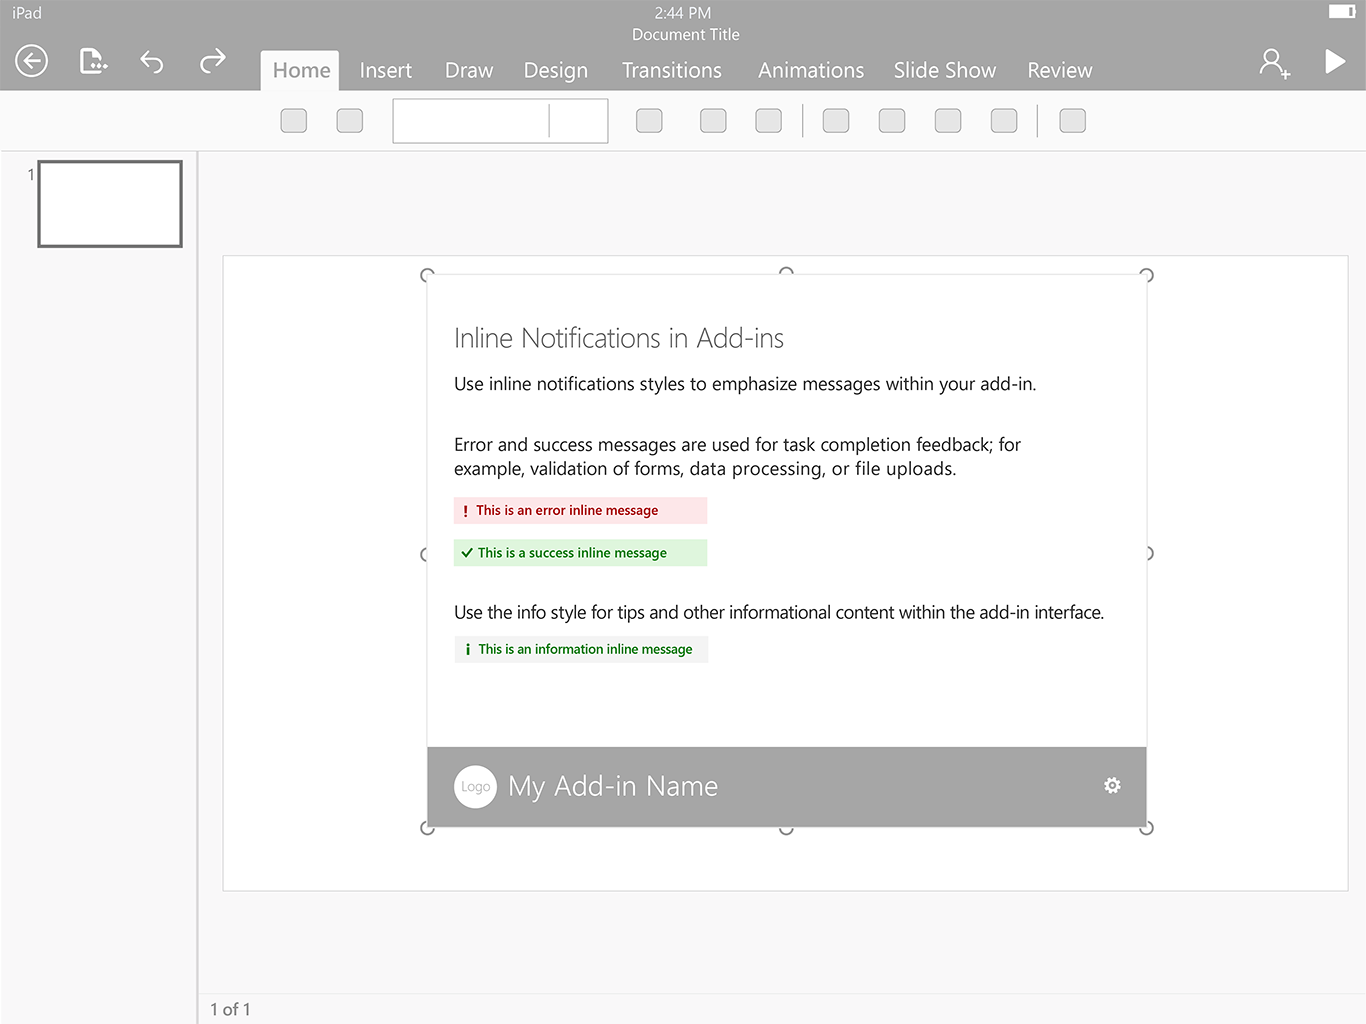 iPad
2:44 PM
Document Title
Home Insert Draw Design Transitions Animations Slide Show Review
1
Inline Notifications in Add-ins
Use inline notifications styles to emphasize messages within your add-in.
Error and success messages are used for task completion feedback; for
example, validation of forms, data processing, or file uploads.
! This is an error inline message
This is a success inline message
Use the info style for tips and other informational content within the add-in interface.
i This is an information inline message
Logo My Add-in Name
1 of 1